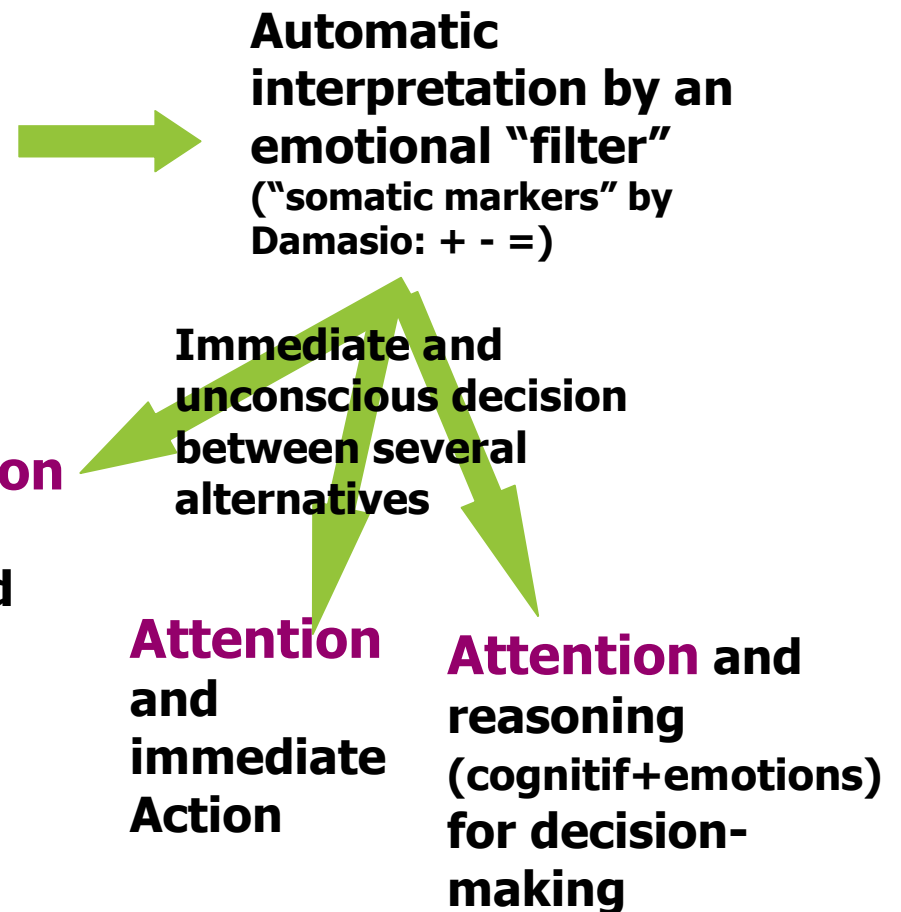 Automatic
interpretation by an
emotional “filter”
(“somatic markers” by
Damasio: + - =)
Immediate and
unconscious decision
between several
alternatives
on
d
Attention
and
immediate
Action
Attention and
reasoning
(cognitif+emotions)
for decision-
making